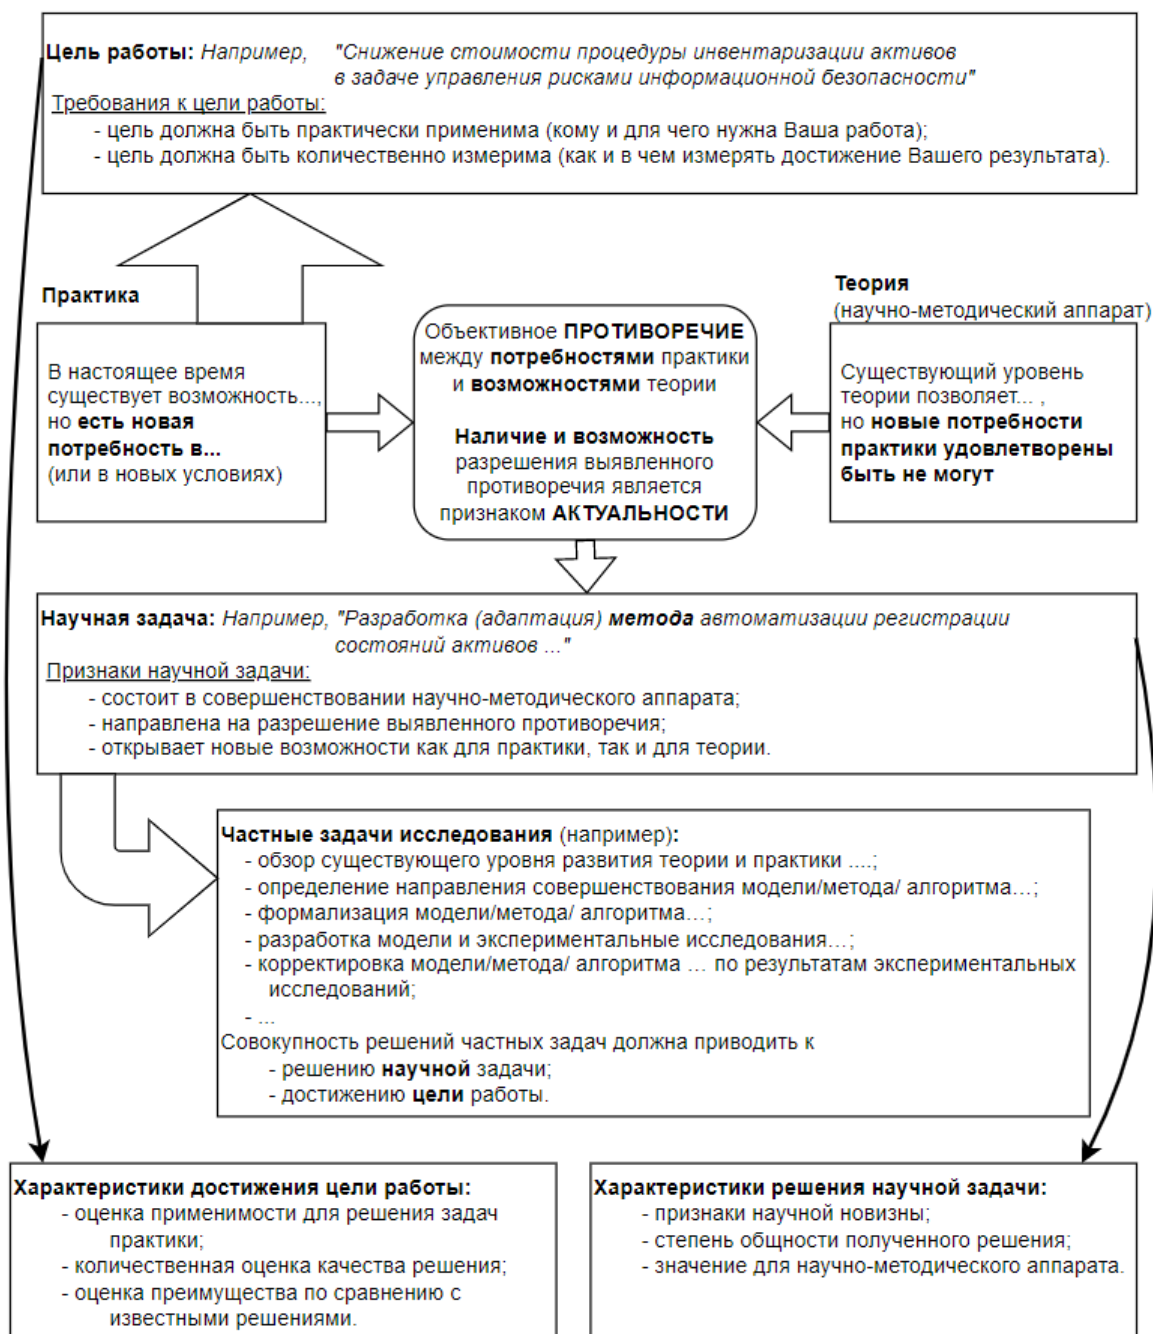 Цель работы: Например, "Снижение стоимости процедуры инвентаризации активов
в задаче управления рисками информационной безопасности"
Требования к цели работы:
- цель должна быть практически применима (кому и для чего нужна Ваша работа);
- цель должна быть количественно измерима (как и в чем измерять достижение Вашего результата).
Практика
В настоящее время
существует возможность...,
но есть новая
потребность в...
(или в новых условиях)
Объективное ПРОТИВОРЕЧИЕ
между потребностями практики
и возможностями теории
Наличие и возможность
разрешения выявленного
противоречия является
признаком АКТУАЛЬНОСТИ
Теория
(научно-методический аппарат)
Существующий уровень
теории позволяет... ,
но новые потребности
практики удовлетворены
быть не могут
Научная задача: Например, "Разработка (адаптация) метода автоматизации регистрации
состояний активов ..."
Признаки научной задачи:
- состоит в совершенствовании научно-методического аппарата;
- направлена на разрешение выявленного противоречия;
- открывает новые возможности как для практики, так и для теории.
Частные задачи исследования (например):
- обзор существующего уровня развития теории и практики ....;
- определение направления совершенствования модели/метода/ алгоритма...;
- формализация модели/метода/ алгоритма...;
- разработка модели и экспериментальные исследования...;
- корректировка модели/метода/ алгоритма ... по результатам экспериментальных
исследований;
- ...
Совокупность решений частных задач должна приводить к
- решению научной задачи;
- достижению цели работы.
Характеристики достижения цели работы:
- оценка применимости для решения задач
практики;
- количественная оценка качества решения;
- оценка преимущества по сравнению с
известными решениями.
Характеристики решения научной задачи:
- признаки научной новизны;
- степень общности полученного решения;
- значение для научно-методического аппарата.